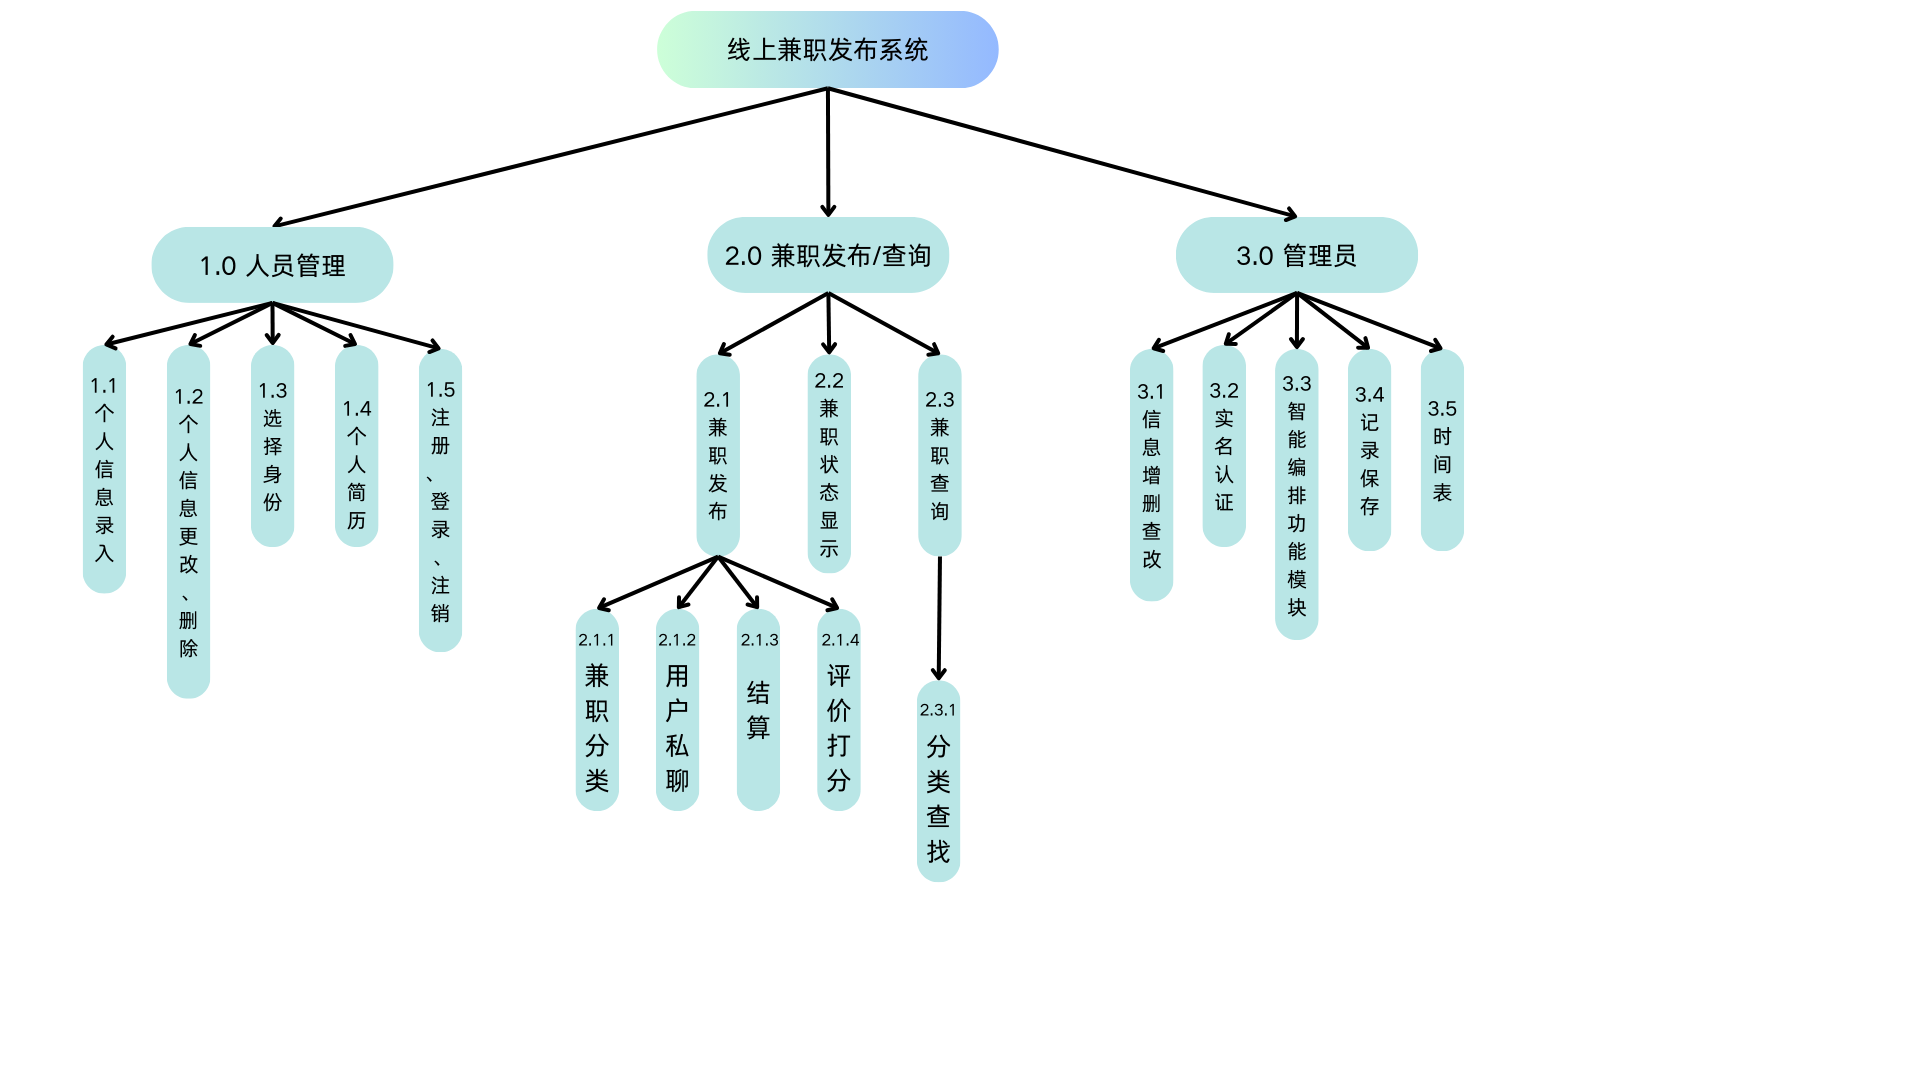 线上兼职发布系统
1.0 人员管理
2.0 兼职发布/查询
3.0 管理员
1.1
个
人
信
息
录
入
1.2
个
人
信
息
更
改
、
删
除
1.3
选
择
身
份
1.4
个
人
简
历
1.5
注
册
、
登
录
、
注
销
2.1
兼
职
发
布
2.2
兼
职
状
态
显
示
2.3
兼
职
查
询
3.1
信
息
增
删
查
改
3.2
实
名
认
证
3.3
智
能
编
排
功
能
模
块
3.4
记
录
保
存
3.5
时
间
表
2.1.1
兼
职
分
类
2.1.2
用
户
私
聊
2.1.3
结
算
2.1.4
评
价
打
分
2.3.1
分
类
查
找